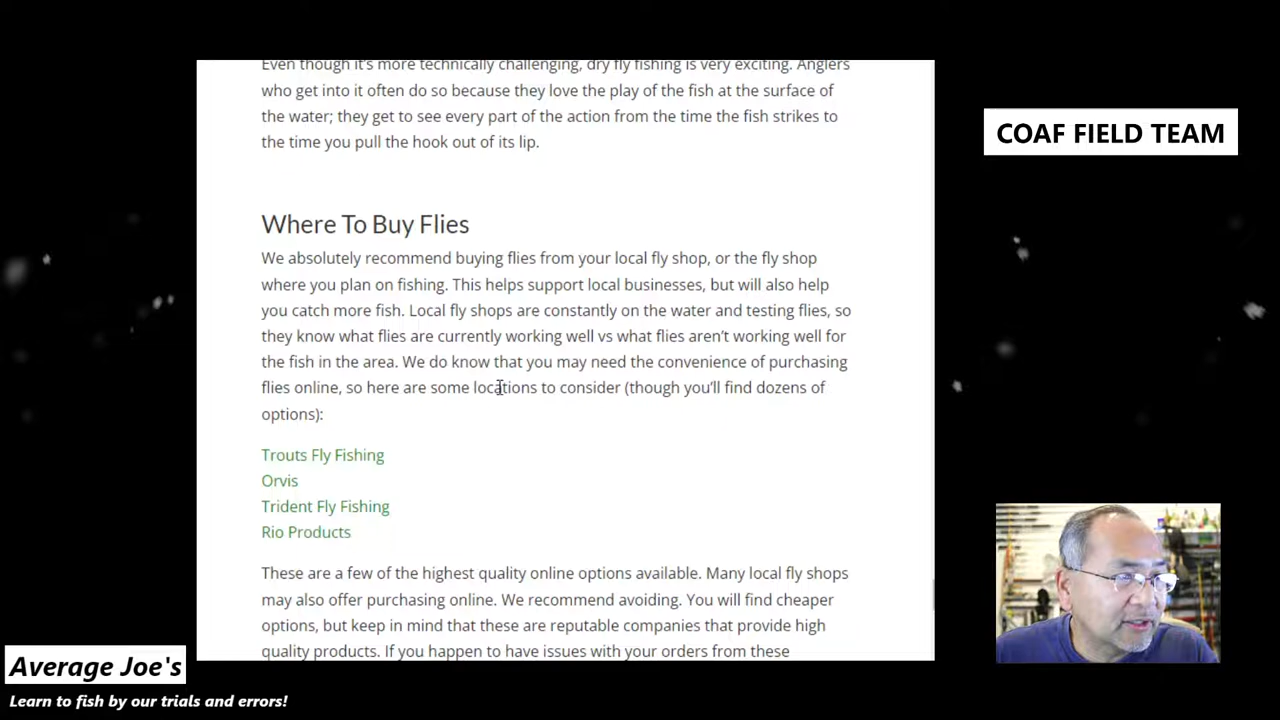 Even though it's more technically challenging, dry fly fishing is very exciting. Anglers
who get into it often do so because they love the play of the fish at the surface of
the water; they get to see every part of the action from the time the fish strikes to
the time you pull the hook out of its lip.
COAF FIELD TEAM
Where To Buy Flies
We absolutely recommend buying flies from your local fly shop, or the fly shop
where you plan on fishing. This helps support local businesses, but will also help
you catch more fish. Local fly shops are constantly on the water and testing flies, so
they know what flies are currently working well vs what flies aren't working well for
the fish in the area. We do know that you may need the convenience of purchasing
flies online, so here are some locations to consider (though you'll find dozens of
options):
Trouts Fly Fishing
Orvis
Trident Fly Fishing
Rio Products
These are a few of the highest quality online options available. Many local fly shops
may also offer purchasing online. We recommend avoiding. You will find cheaper
options, but keep in mind that these are reputable companies that provide high
quality products. If you happen to have issues with your orders from these
Average Joe's
Learn to fish by our trials and errors!